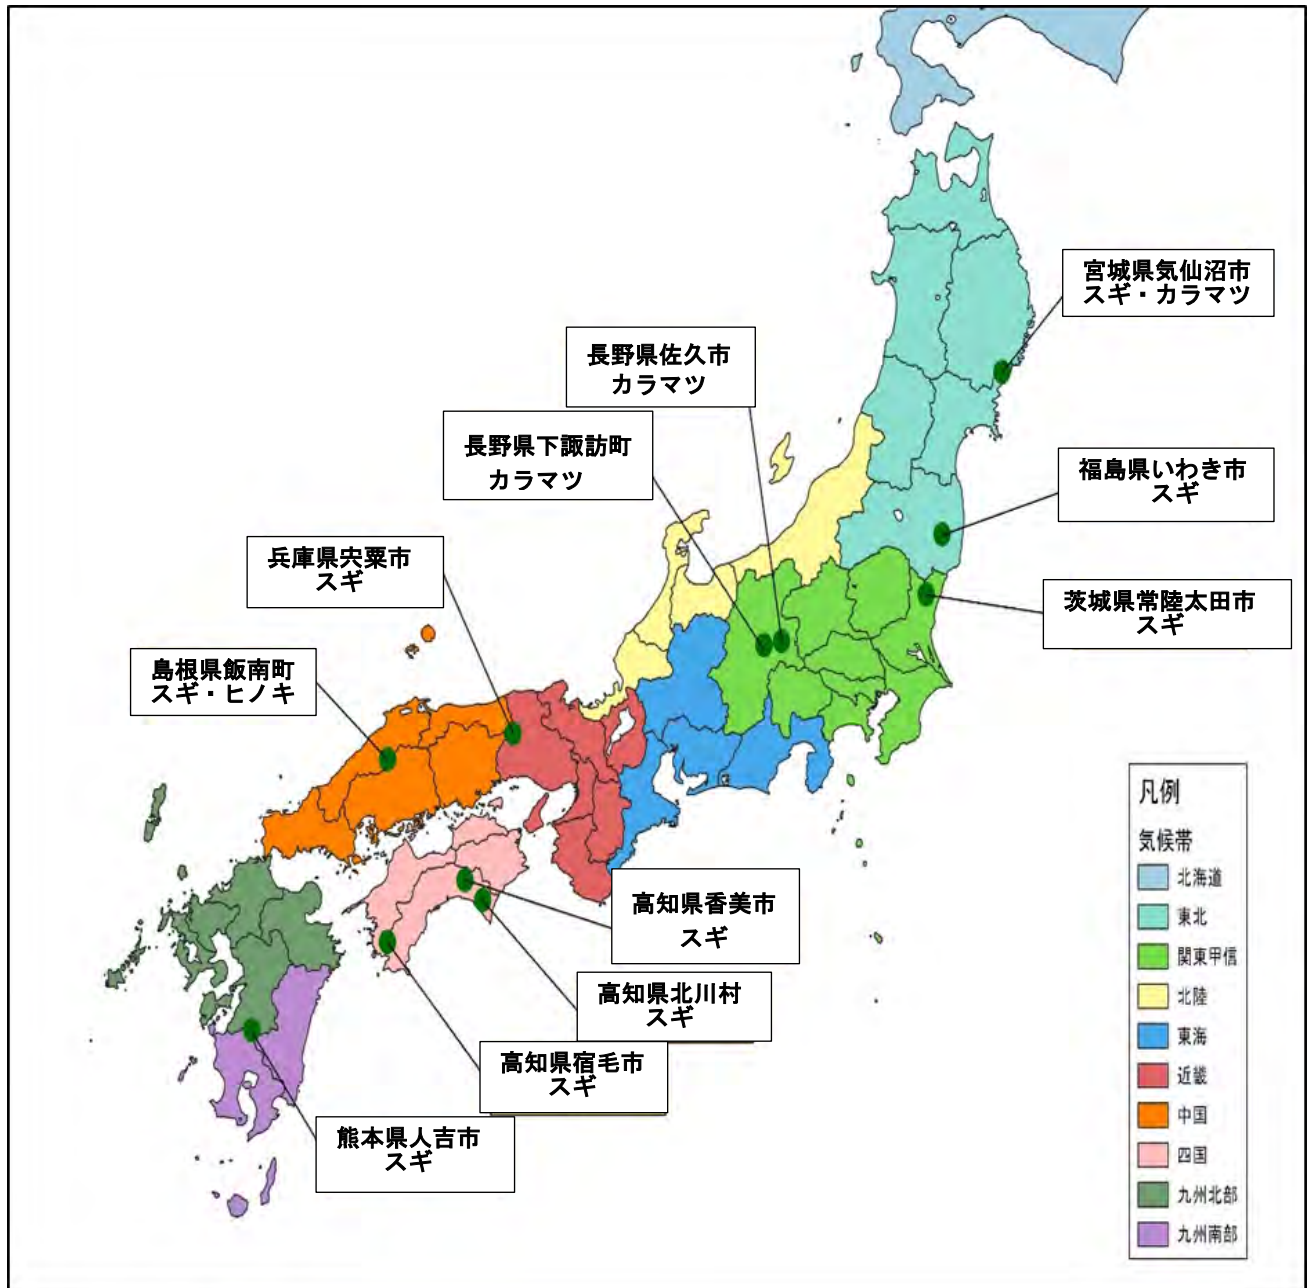 宮城県気仙沼市
スギ・カラマツ
長野県佐久市
カラマツ
長野県下諏訪町
カラマツ
福島県いわき市
スギ
兵庫県宍粟市
スギ
茨城県常陸太田市
スギ
島根県飯南町
スギ・ヒノキ
高知県香美市
スギ
高知県北川村
スギ
高知県宿毛市
スギ
熊本県人吉市
スギ
凡例
気候帯
北海道
東北
関東甲信
北陸
東海
近畿
中国
四国
九州北部
九州南部